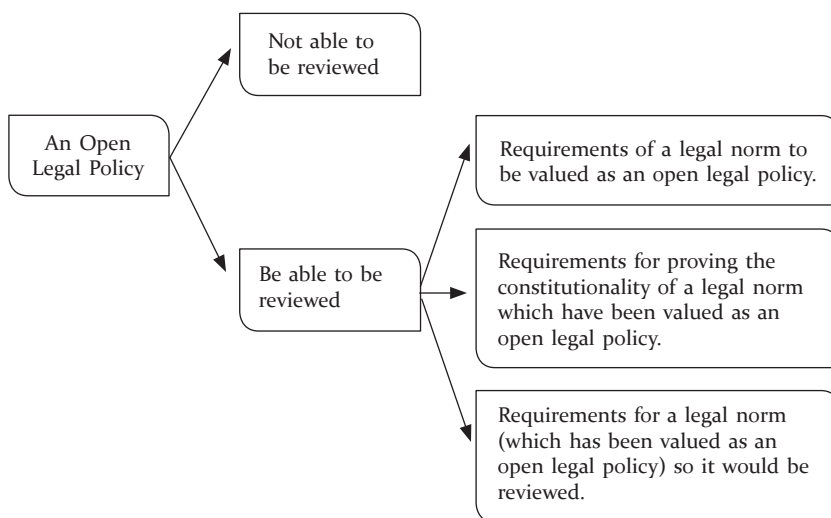 Not able to
be reviewed
An Open
Legal Policy
Requirements of a legal norm to
be valued as an open legal policy.
Be able to be
reviewed
Requirements for proving the
constitutionality of a legal norm
which have been valued as an
open legal policy.
Requirements for a legal norm
(which has been valued as an
open legal policy) so it would be
reviewed.